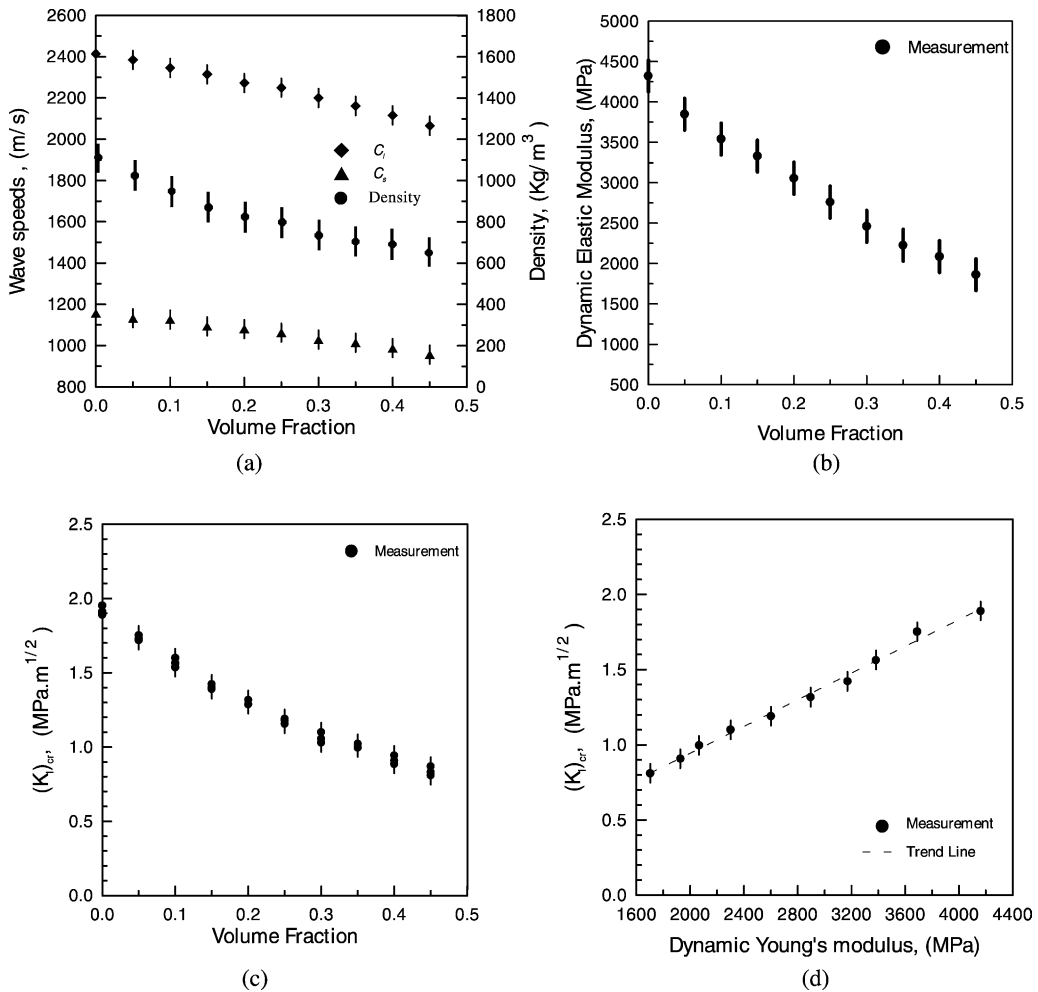 2600
2400
2200
2000
1800
1600
1400
1200
1000
800
Wave speeds , (m/ s)
1800
1600
1400
1200
1000
800
600
400
200
0
Density, (Kg/ m³ )
C_l
C_s
Density
0.0 0.1 0.2 0.3 0.4 0.5
Volume Fraction
(a)
5000
4500
4000
3500
3000
2500
2000
1500
1000
500
Dynamic Elastic Modulus, (MPa)
Measurement
0.0 0.1 0.2 0.3 0.4 0.5
Volume Fraction
(b)
2.5
2.0
1.5
1.0
0.5
0.0
(K_I)_cr, (MPa.m^1/2)
Measurement
0.0 0.1 0.2 0.3 0.4 0.5
Volume Fraction
(c)
2.5
2.0
1.5
1.0
0.5
0.0
(K_I)_cr, (MPa.m^1/2)
Measurement
Trend Line
1600 2000 2400 2800 3200 3600 4000 4400
Dynamic Young's modulus, (MPa)
(d)